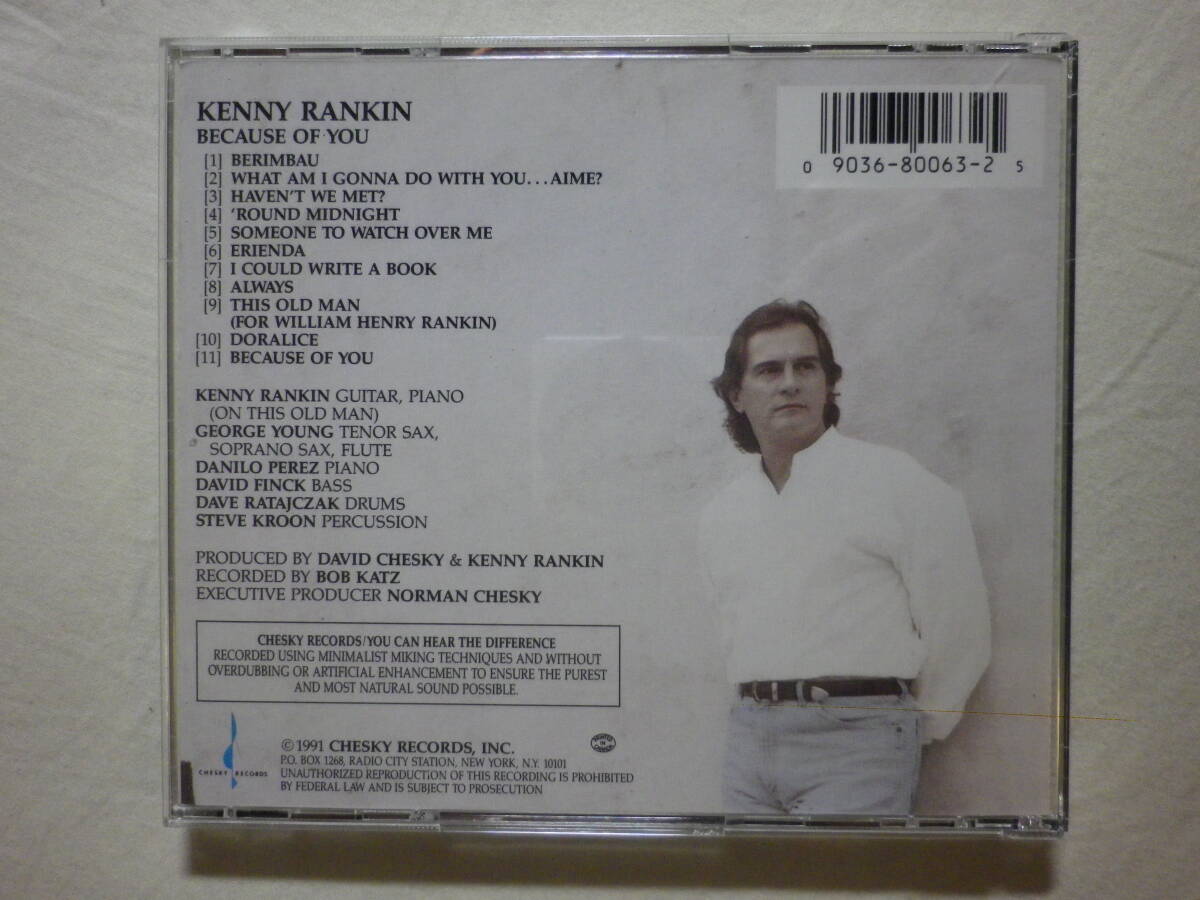 KENNY RANKIN
BECAUSE OF YOU
[1] BERIMBAU
[2] WHAT AM I GONNA DO WITH YOU...AIME?
[3] HAVEN'T WE MET?
[4] 'ROUND MIDNIGHT
[5] SOMEONE TO WATCH OVER ME
[6] ERIENDA
[7] I COULD WRITE A BOOK
[8] ALWAYS
[9] THIS OLD MAN
(FOR WILLIAM HENRY RANKIN)
[10] DORALICE
[11] BECAUSE OF YOU
KENNY RANKIN GUITAR, PIANO
(ON THIS OLD MAN)
GEORGE YOUNG TENOR SAX,
SOPRANO SAX, FLUTE
DANILO PEREZ PIANO
DAVID FINCK BASS
DAVE RATAJCZAK DRUMS
STEVE KROON PERCUSSION
PRODUCED BY DAVID CHESKY & KENNY RANKIN
RECORDED BY BOB KATZ
EXECUTIVE PRODUCER NORMAN CHESKY
CHESKY RECORDS/YOU CAN HEAR THE DIFFERENCE
RECORDED USING MINIMALIST MIKING TECHNIQUES AND WITHOUT
OVERDUBBING OR ARTIFICIAL ENHANCEMENT TO ENSURE THE PUREST
AND MOST NATURAL SOUND POSSIBLE.
CHESKY RECORDS
©1991 CHESKY RECORDS, INC.
P.O. BOX 1268, RADIO CITY STATION, NEW YORK, N.Y. 10101
UNAUTHORIZED REPRODUCTION OF THIS RECORDING IS PROHIBITED
BY FEDERAL LAW AND IS SUBJECT TO PROSECUTION
0 9036-80063-2 5